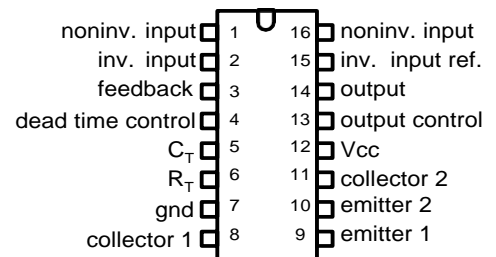 noninv. input 1 16 noninv. input
inv. input 2 15 inv. input ref.
feedback 3 14 output
dead time control 4 13 output control
C_T 5 12 Vcc
R_T 6 11 collector 2
gnd 7 10 emitter 2
collector 1 8 9 emitter 1